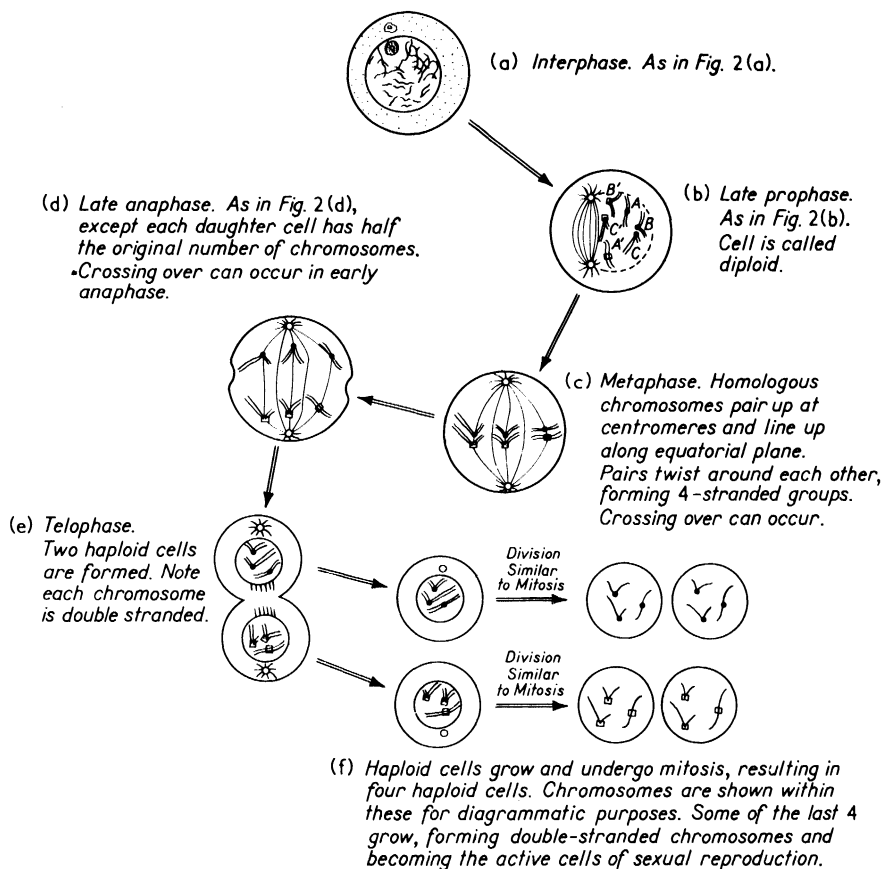 (a) Interphase. As in Fig. 2(a).
(b) Late prophase.
As in Fig. 2(b).
Cell is called
diploid.
B'
A
B
C'
A'
C
(c) Metaphase. Homologous
chromosomes pair up at
centromeres and line up
along equatorial plane.
Pairs twist around each other,
forming 4-stranded groups.
Crossing over can occur.
(d) Late anaphase. As in Fig. 2(d),
except each daughter cell has half
the original number of chromosomes.
Crossing over can occur in early
anaphase.
(e) Telophase.
Two haploid cells
are formed. Note
each chromosome
is double stranded.
Division
Similar
to Mitosis
Division
Similar
to Mitosis
(f) Haploid cells grow and undergo mitosis, resulting in
four haploid cells. Chromosomes are shown within
these for diagrammatic purposes. Some of the last 4
grow, forming double-stranded chromosomes and
becoming the active cells of sexual reproduction.